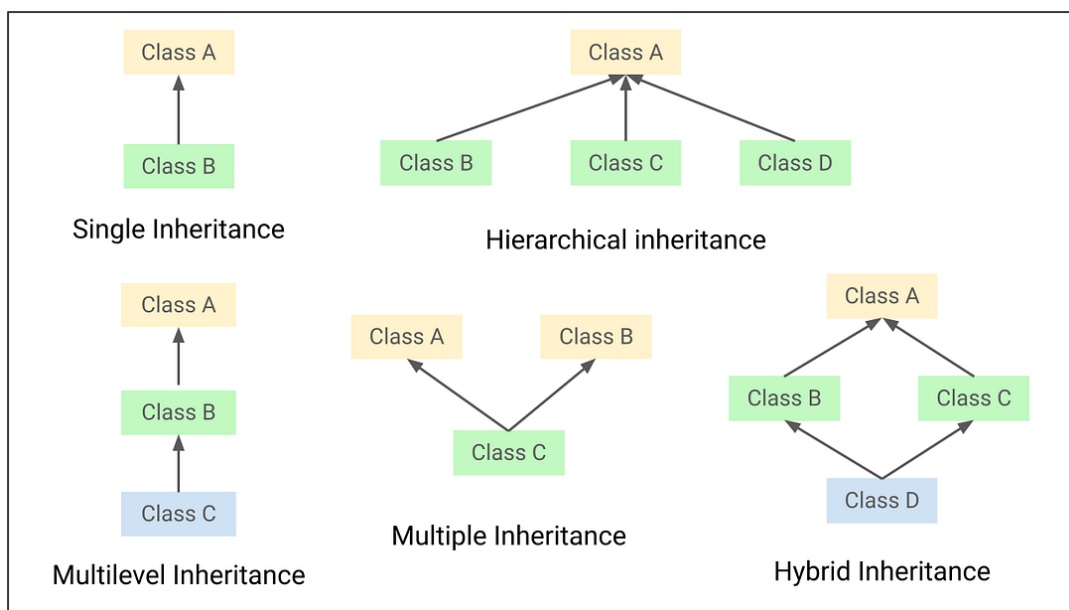 Class A
Class B
Single Inheritance
Class A
Class B
Class C
Class D
Hierarchical inheritance
Class A
Class B
Class C
Multilevel Inheritance
Class A
Class B
Class C
Multiple Inheritance
Class A
Class B
Class C
Class D
Hybrid Inheritance